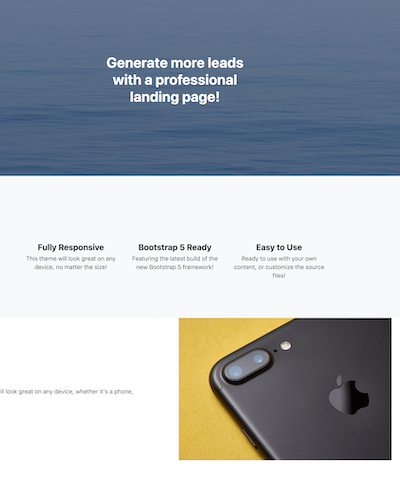 Generate more leads
with a professional
landing page!
Fully Responsive
This theme will look great on any
device, no matter the size!
Bootstrap 5 Ready
Featuring the latest build of the
new Bootstrap 5 framework!
Easy to Use
Ready to use with your own
content, or customize the source
files!
look great on any device, whether it's a phone,